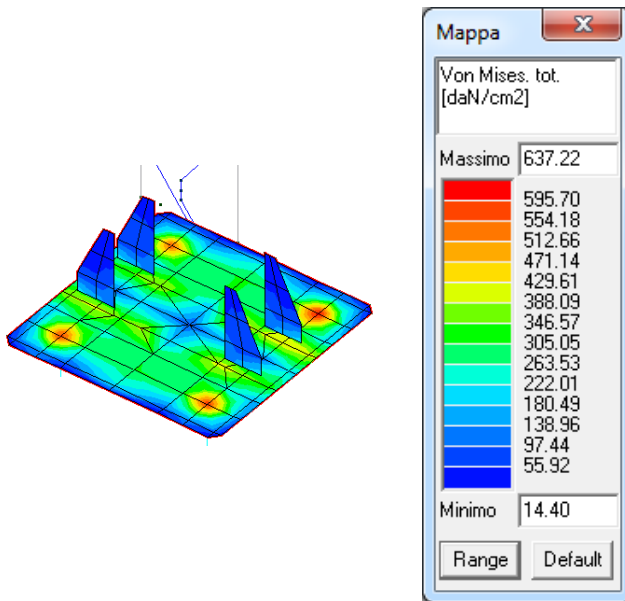 Mappa
Von Mises. tot.
[daN/cm2]
Massimo 637.22
595.70
554.18
512.66
471.14
429.61
388.09
346.57
305.05
263.53
222.01
180.49
138.96
97.44
55.92
Minimo 14.40
Range Default